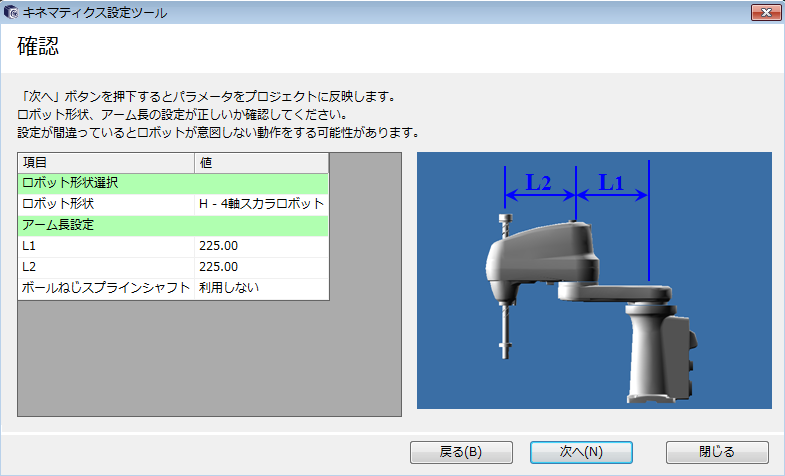 キネマティクス設定ツール
確認
「次へ」ボタンを押下するとパラメータをプロジェクトに反映します。
ロボット形状、アーム長の設定が正しいか確認してください。
設定が間違っているとロボットが意図しない動作をする可能性があります。
項目 値
ロボット形状選択
ロボット形状 H - 4軸スカラロボット
アーム長設定
L1 225.00
L2 225.00
ボールねじスプラインシャフト 利用しない
L2 L1
戻る(B) 次へ(N) 閉じる